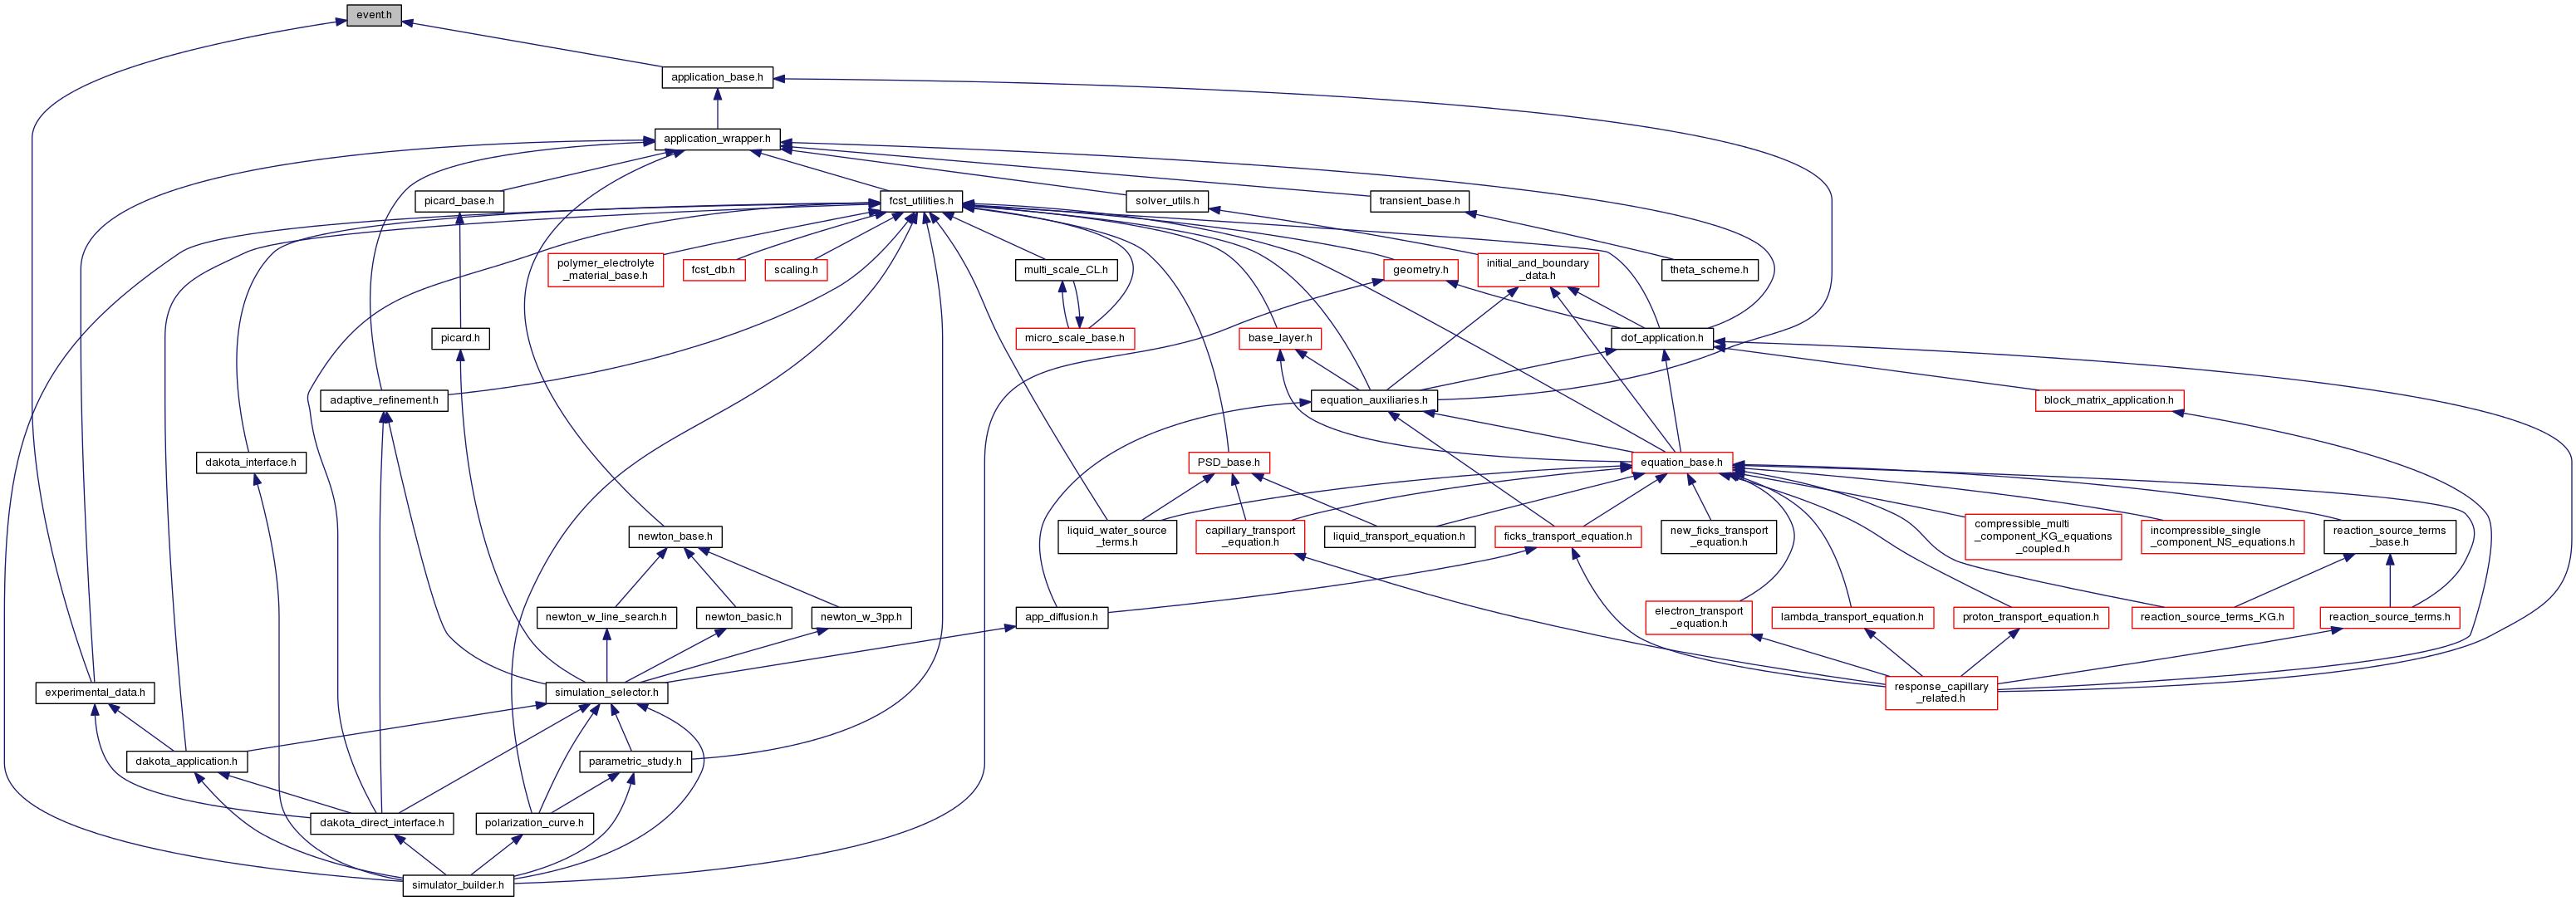 event.h
application_base.h
application_wrapper.h
picard_base.h
fcst_utilities.h
solver_utils.h
transient_base.h
polymer_electrolyte
_material_base.h
fcst_db.h
scaling.h
multi_scale_CL.h
geometry.h
initial_and_boundary
_data.h
theta_scheme.h
picard.h
micro_scale_base.h
base_layer.h
dof_application.h
adaptive_refinement.h
equation_auxiliaries.h
block_matrix_application.h
dakota_interface.h
PSD_base.h
equation_base.h
newton_base.h
liquid_water_source
_terms.h
capillary_transport
_equation.h
liquid_transport_equation.h
ficks_transport_equation.h
new_ficks_transport
_equation.h
compressible_multi
_component_KG_equations
_coupled.h
incompressible_single
_component_NS_equations.h
reaction_source_terms
_base.h
newton_w_line_search.h
newton_basic.h
newton_w_3pp.h
app_diffusion.h
electron_transport
_equation.h
lambda_transport_equation.h
proton_transport_equation.h
reaction_source_terms_KG.h
reaction_source_terms.h
experimental_data.h
simulation_selector.h
response_capillary
_related.h
dakota_application.h
parametric_study.h
dakota_direct_interface.h
polarization_curve.h
simulator_builder.h